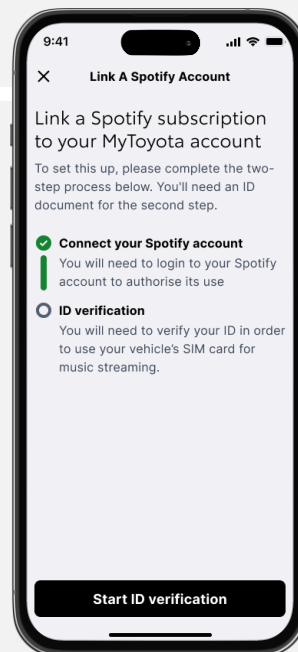 9:41
Link A Spotify Account
Link a Spotify subscription
to your MyToyota account
To set this up, please complete the two-
step process below. You'll need an ID
document for the second step.
Connect your Spotify account
You will need to login to your Spotify
account to authorise its use
ID verification
You will need to verify your ID in order
to use your vehicle's SIM card for
music streaming.
Start ID verification